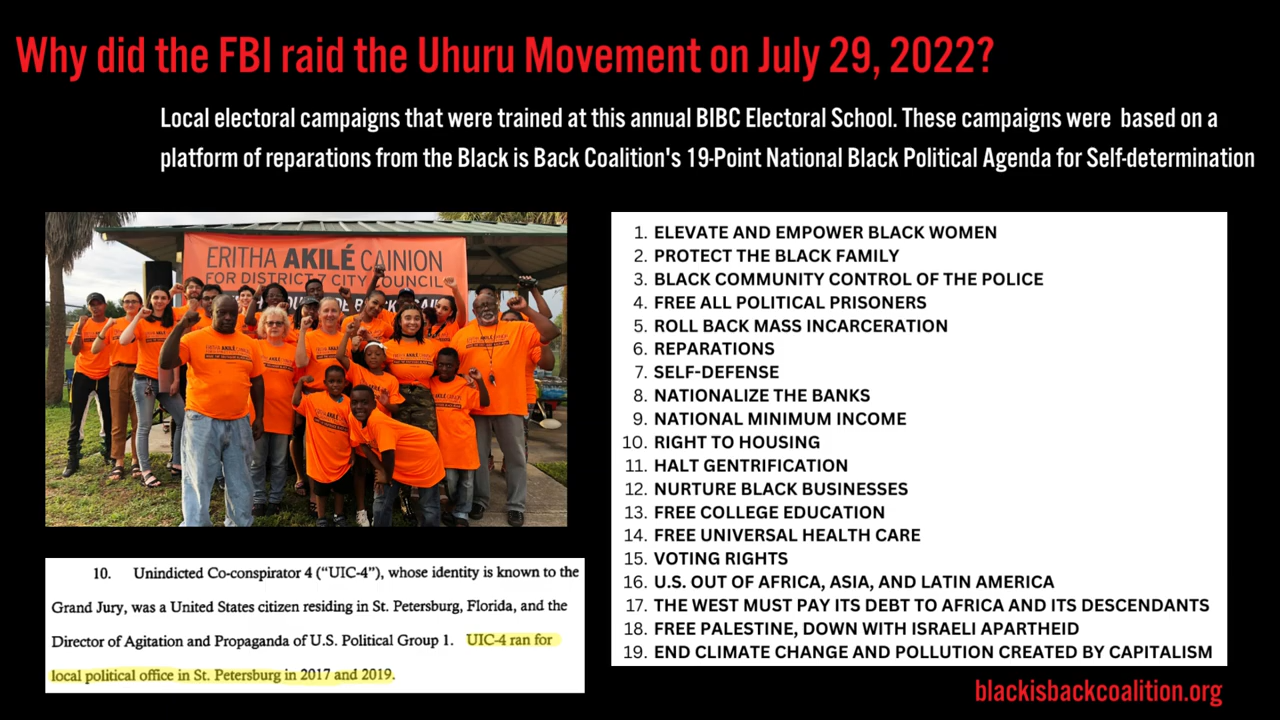 Why did the FBI raid the Uhuru Movement on July 29, 2022?
Local electoral campaigns that were trained at this annual BIBC Electoral School. These campaigns were based on a
platform of reparations from the Black is Back Coalition's 19-Point National Black Political Agenda for Self-determination
ERITHA AKILÉ CAINION
FOR DISTRICT 7 CITY COUNCIL
10. Unindicted Co-conspirator 4 ("UIC-4"), whose identity is known to the
Grand Jury, was a United States citizen residing in St. Petersburg, Florida, and the
Director of Agitation and Propaganda of U.S. Political Group 1. UIC-4 ran for
local political office in St. Petersburg in 2017 and 2019.
1. ELEVATE AND EMPOWER BLACK WOMEN
2. PROTECT THE BLACK FAMILY
3. BLACK COMMUNITY CONTROL OF THE POLICE
4. FREE ALL POLITICAL PRISONERS
5. ROLL BACK MASS INCARCERATION
6. REPARATIONS
7. SELF-DEFENSE
8. NATIONALIZE THE BANKS
9. NATIONAL MINIMUM INCOME
10. RIGHT TO HOUSING
11. HALT GENTRIFICATION
12. NURTURE BLACK BUSINESSES
13. FREE COLLEGE EDUCATION
14. FREE UNIVERSAL HEALTH CARE
15. VOTING RIGHTS
16. U.S. OUT OF AFRICA, ASIA, AND LATIN AMERICA
17. THE WEST MUST PAY ITS DEBT TO AFRICA AND ITS DESCENDANTS
18. FREE PALESTINE, DOWN WITH ISRAELI APARTHEID
19. END CLIMATE CHANGE AND POLLUTION CREATED BY CAPITALISM
blackisbackcoalition.org